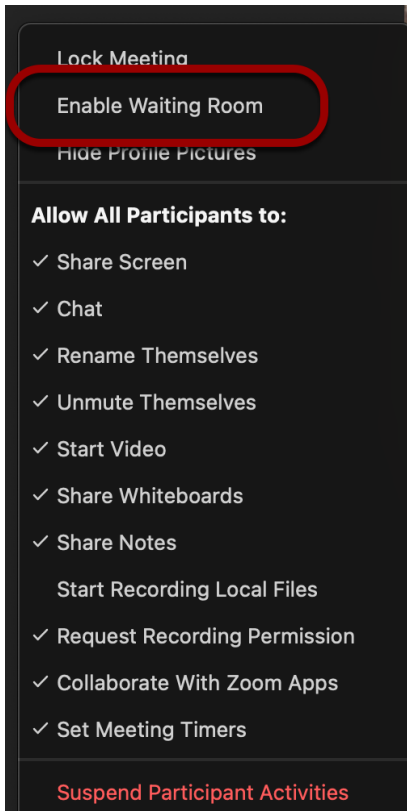 Lock Meeting
Enable Waiting Room
Hide Profile Pictures
Allow All Participants to:
✓ Share Screen
✓ Chat
✓ Rename Themselves
✓ Unmute Themselves
✓ Start Video
✓ Share Whiteboards
✓ Share Notes
Start Recording Local Files
✓ Request Recording Permission
✓ Collaborate With Zoom Apps
✓ Set Meeting Timers
Suspend Participant Activities